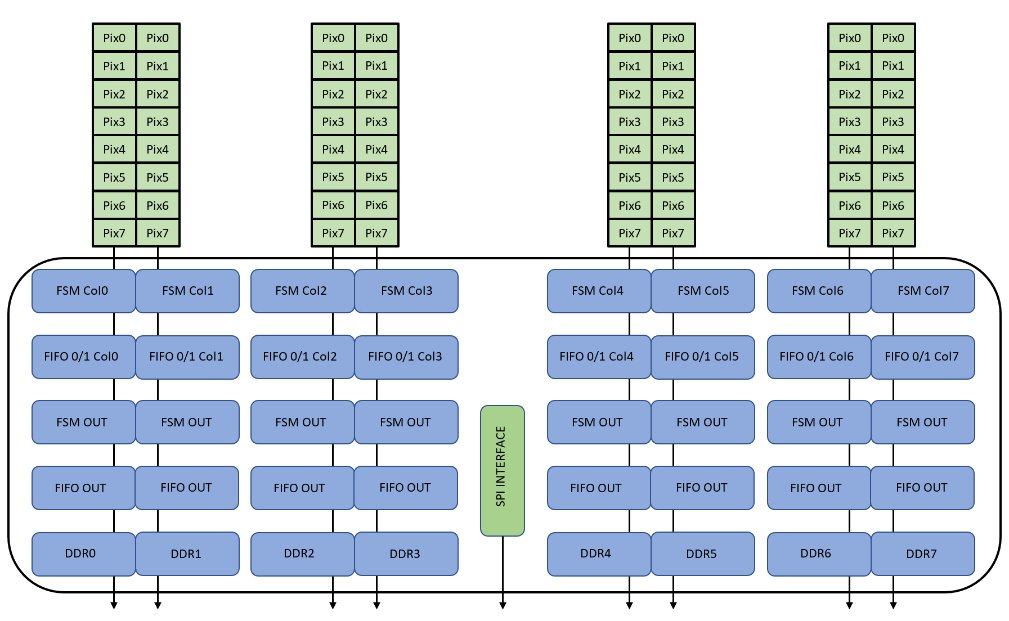 Pix0 Pix0 Pix0 Pix0 Pix0 Pix0 Pix0 Pix0
Pix1 Pix1 Pix1 Pix1 Pix1 Pix1 Pix1 Pix1
Pix2 Pix2 Pix2 Pix2 Pix2 Pix2 Pix2 Pix2
Pix3 Pix3 Pix3 Pix3 Pix3 Pix3 Pix3 Pix3
Pix4 Pix4 Pix4 Pix4 Pix4 Pix4 Pix4 Pix4
Pix5 Pix5 Pix5 Pix5 Pix5 Pix5 Pix5 Pix5
Pix6 Pix6 Pix6 Pix6 Pix6 Pix6 Pix6 Pix6
Pix7 Pix7 Pix7 Pix7 Pix7 Pix7 Pix7 Pix7
FSM Col0 FSM Col1 FSM Col2 FSM Col3 FSM Col4 FSM Col5 FSM Col6 FSM Col7
FIFO 0/1 Col0 FIFO 0/1 Col1 FIFO 0/1 Col2 FIFO 0/1 Col3 FIFO 0/1 Col4 FIFO 0/1 Col5 FIFO 0/1 Col6 FIFO 0/1 Col7
FSM OUT FSM OUT FSM OUT FSM OUT FSM OUT FSM OUT FSM OUT FSM OUT
SPI INTERFACE
FIFO OUT FIFO OUT FIFO OUT FIFO OUT FIFO OUT FIFO OUT FIFO OUT FIFO OUT
DDR0 DDR1 DDR2 DDR3 DDR4 DDR5 DDR6 DDR7